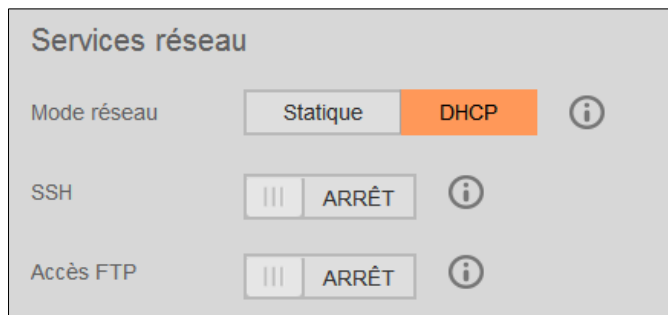 Services réseau
Mode réseau Statique DHCP
SSH ARRÊT
Accès FTP ARRÊT